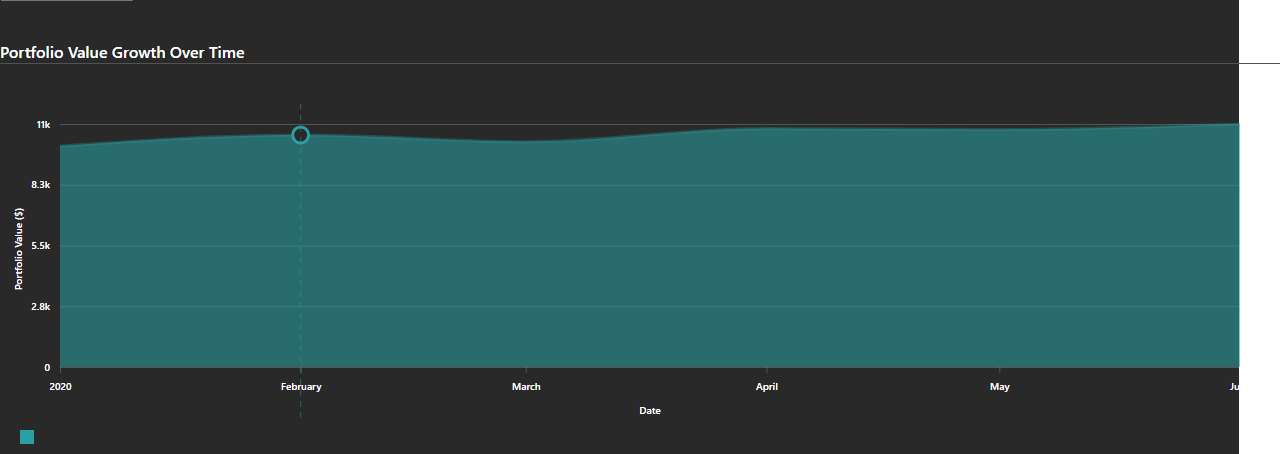 Portfolio Value Growth Over Time
11k
8.3k
5.5k
2.8k
0
Portfolio Value ($)
2020 February March April May Ju
Date